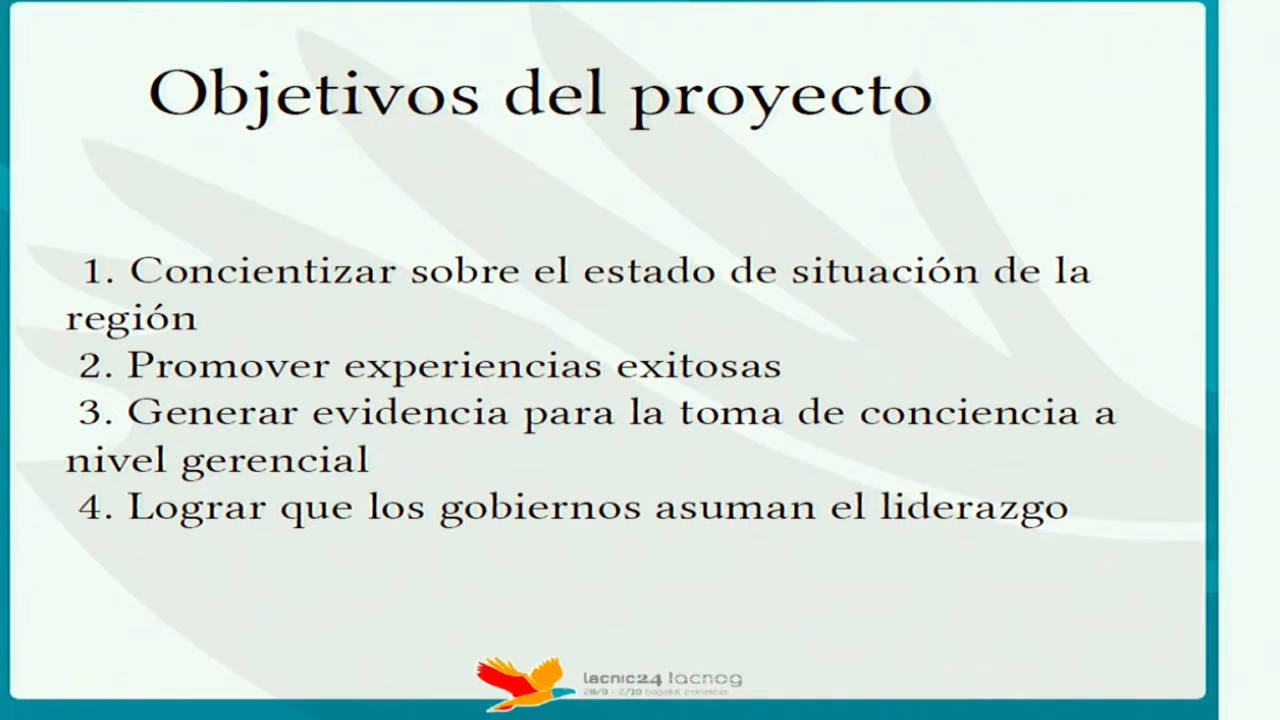 Objetivos del proyecto
1. Concientizar sobre el estado de situación de la
región
2. Promover experiencias exitosas
3. Generar evidencia para la toma de conciencia a
nivel gerencial
4. Lograr que los gobiernos asuman el liderazgo
lacnic24 lacnog
28/9 - 2/10 bogotá, colombia